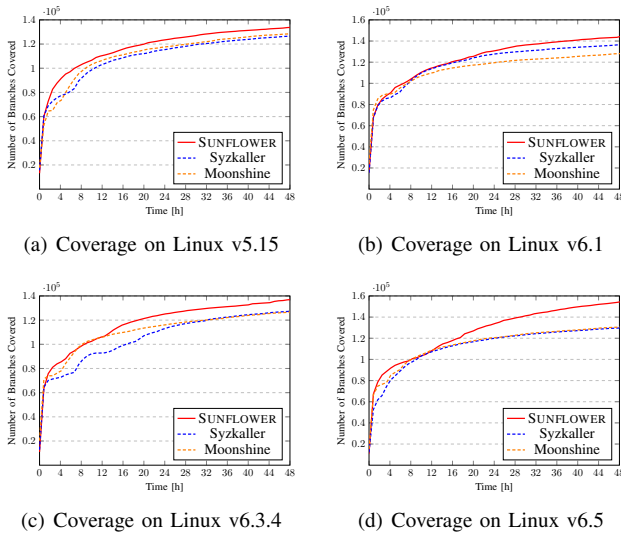 ·10⁵
1.4
1.2
1
0.8
0.6
0.4
0.2
Number of Branches Covered
SUNFLOWER
Syzkaller
Moonshine
0 4 8 12 16 20 24 28 32 36 40 44 48
Time [h]
(a) Coverage on Linux v5.15
·10⁵
1.6
1.4
1.2
1
0.8
0.6
0.4
0.2
Number of Branches Covered
SUNFLOWER
Syzkaller
Moonshine
0 4 8 12 16 20 24 28 32 36 40 44 48
Time [h]
(b) Coverage on Linux v6.1
·10⁵
1.4
1.2
1
0.8
0.6
0.4
0.2
Number of Branches Covered
SUNFLOWER
Syzkaller
Moonshine
0 4 8 12 16 20 24 28 32 36 40 44 48
Time [h]
(c) Coverage on Linux v6.3.4
·10⁵
1.6
1.4
1.2
1
0.8
0.6
0.4
0.2
Number of Branches Covered
SUNFLOWER
Syzkaller
Moonshine
0 4 8 12 16 20 24 28 32 36 40 44 48
Time [h]
(d) Coverage on Linux v6.5